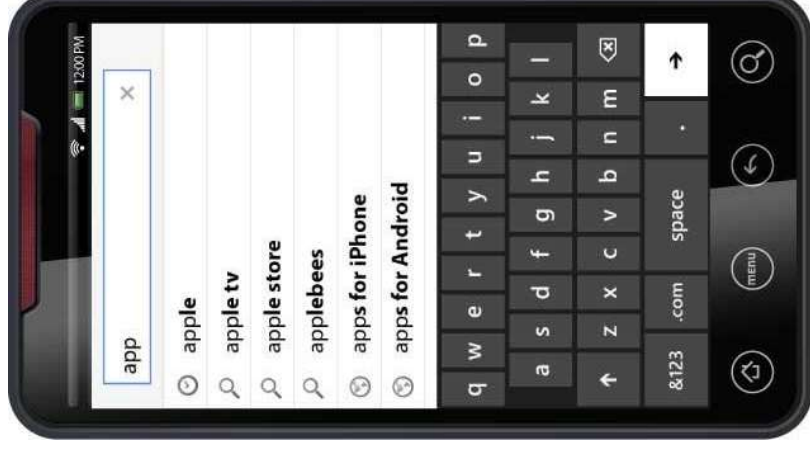 12:00 PM
app ×
apple
apple tv
apple store
applebees
apps for iPhone
apps for Android
q w e r t y u i o p
a s d f g h j k l
z x c v b n m
&123 .com space .
menu